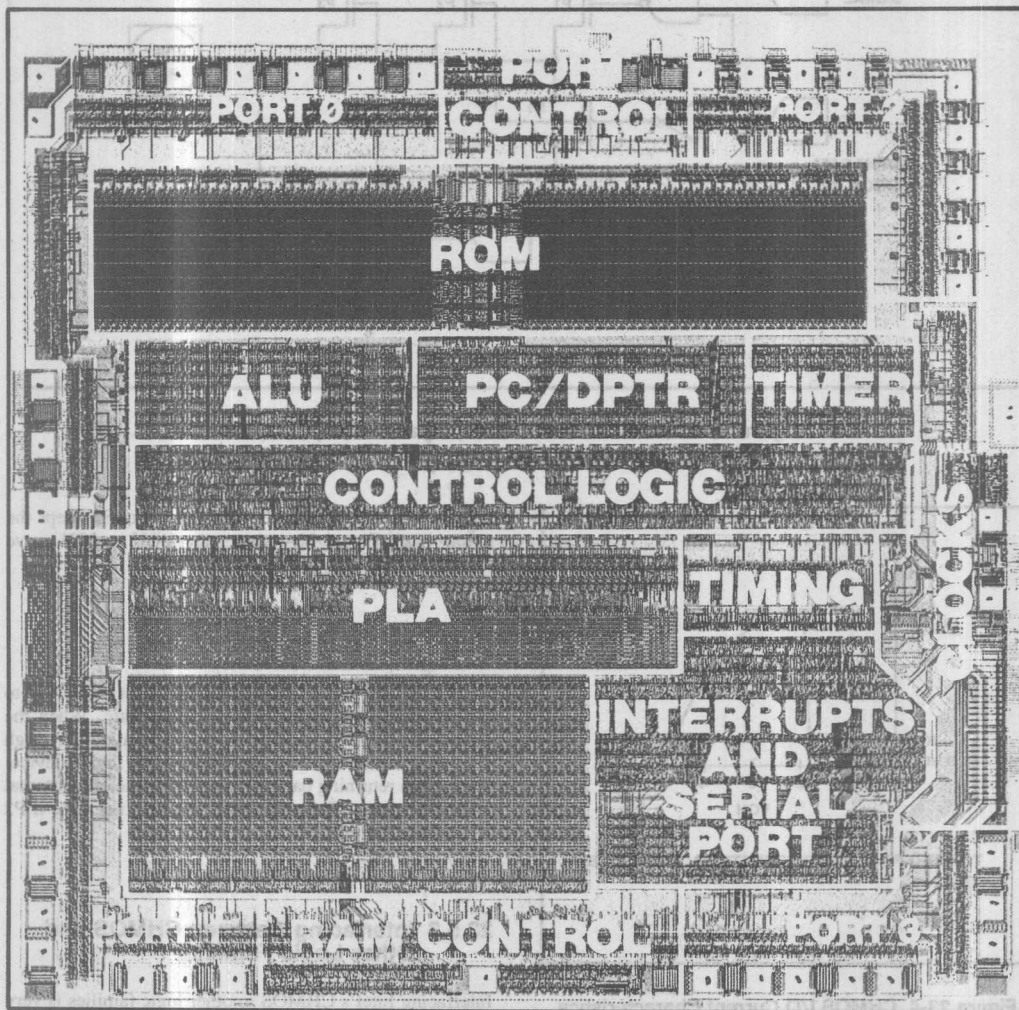 PORT 0
PORT
CONTROL
PORT 2
ROM
ALU
PC/DPTR
TIMER
CONTROL LOGIC
CLOCKS
PLA
TIMING
RAM
INTERRUPTS
AND
SERIAL
PORT
PORT 1
RAM CONTROL
PORT 3